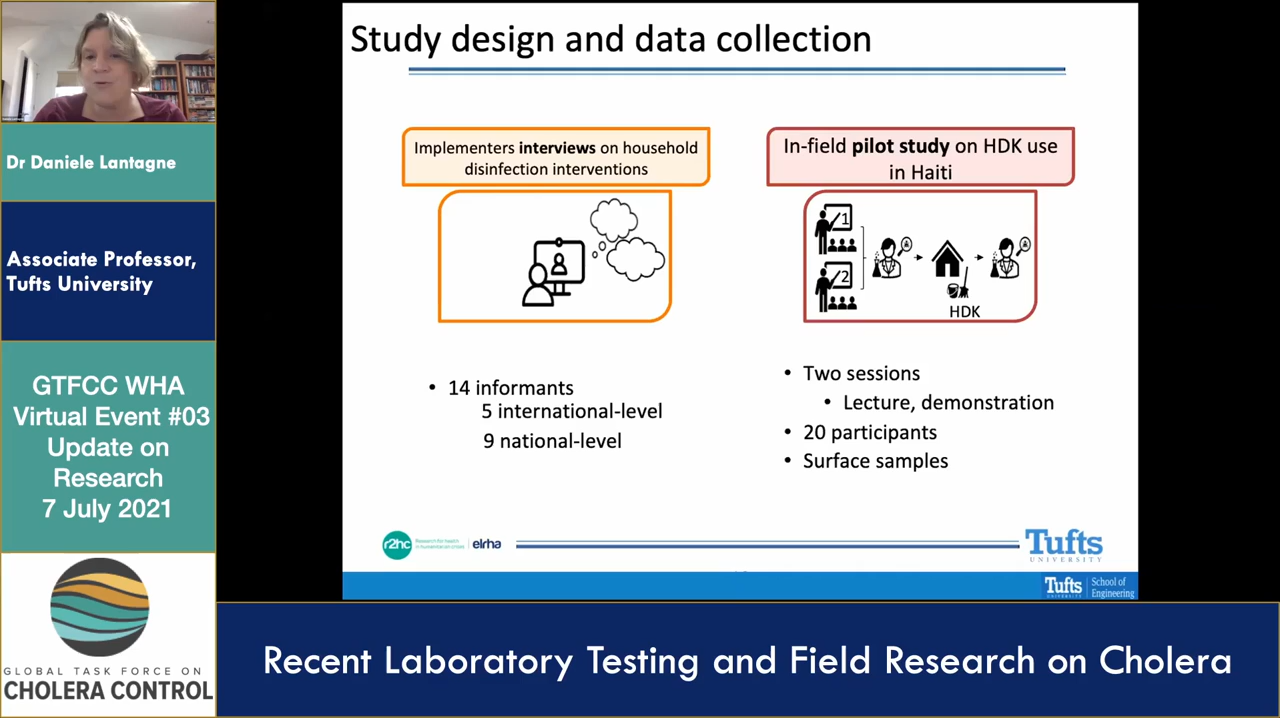 Study design and data collection
Implementers interviews on household
disinfection interventions
In-field pilot study on HDK use
in Haiti
1
2
HDK
• 14 informants
5 international-level
9 national-level
• Two sessions
• Lecture, demonstration
• 20 participants
• Surface samples
r2hc
elrha
Tufts
UNIVERSITY
Tufts
UNIVERSITY
School of
Engineering
Dr Daniele Lantagne
Associate Professor,
Tufts University
GTFCC WHA
Virtual Event #03
Update on
Research
7 July 2021
GLOBAL TASK FORCE ON
CHOLERA CONTROL
Recent Laboratory Testing and Field Research on Cholera